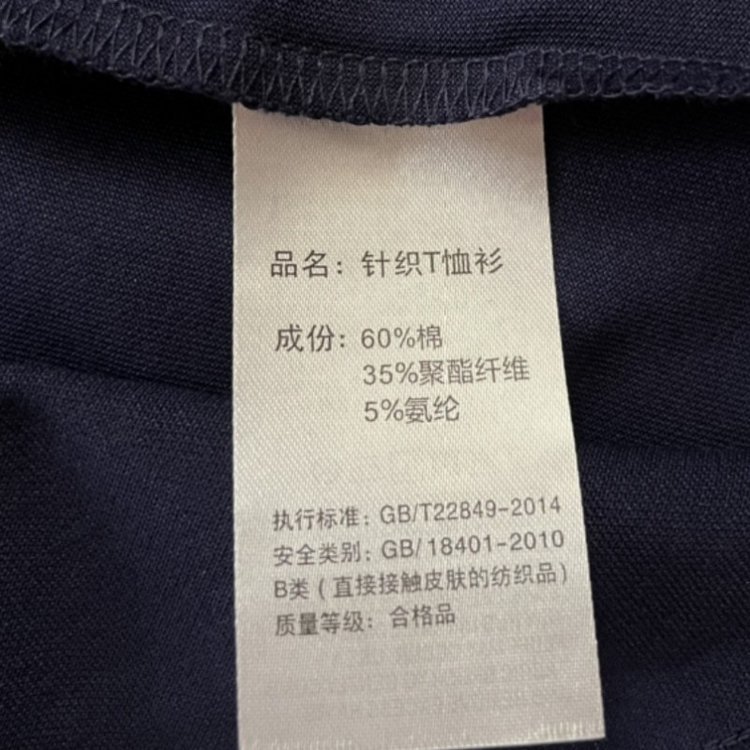 品名：针织T恤衫
成份：60%棉
35%聚酯纤维
5%氨纶
执行标准：GB/T22849-2014
安全类别：GB/18401-2010
B类（直接接触皮肤的纺织品）
质量等级：合格品